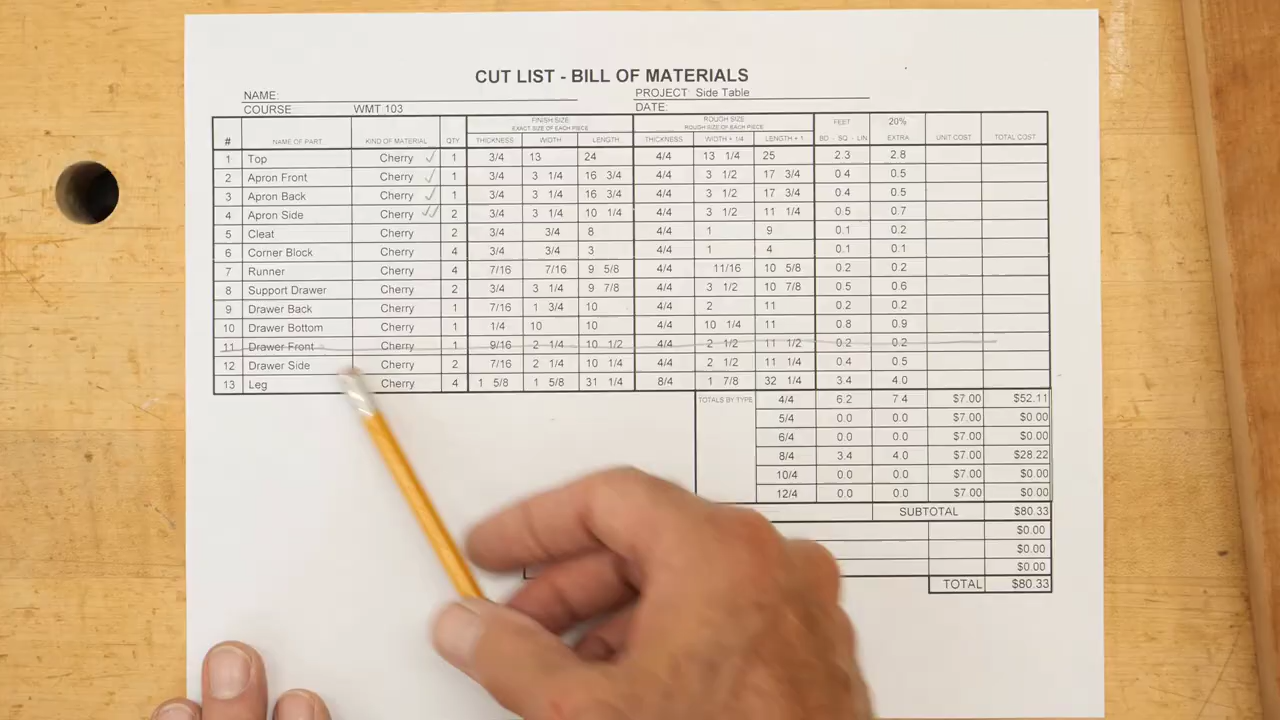 CUT LIST - BILL OF MATERIALS
NAME:
PROJECT: Side Table
COURSE WMT 103
DATE:
FINISH SIZE ROUGH SIZE FEET 20%
EXACT SIZE OF EACH PIECE ROUGH SIZE OF EACH PIECE
# NAME OF PART KIND OF MATERIAL QTY THICKNESS WIDTH LENGTH THICKNESS WIDTH + 1/4 LENGTH + 1 BD - SQ - LIN EXTRA UNIT COST TOTAL COST
1 Top Cherry ✓ 1 3/4 13 24 4/4 13 1/4 25 2.3 2.8
2 Apron Front Cherry ✓ 1 3/4 3 1/4 16 3/4 4/4 3 1/2 17 3/4 0.4 0.5
3 Apron Back Cherry ✓ 1 3/4 3 1/4 16 3/4 4/4 3 1/2 17 3/4 0.4 0.5
4 Apron Side Cherry ✓✓ 2 3/4 3 1/4 10 1/4 4/4 3 1/2 11 1/4 0.5 0.7
5 Cleat Cherry 2 3/4 3/4 8 4/4 1 9 0.1 0.2
6 Corner Block Cherry 4 3/4 3/4 3 4/4 1 4 0.1 0.1
7 Runner Cherry 4 7/16 7/16 9 5/8 4/4 11/16 10 5/8 0.2 0.2
8 Support Drawer Cherry 2 3/4 3 1/4 9 7/8 4/4 3 1/2 10 7/8 0.5 0.6
9 Drawer Back Cherry 1 7/16 1 3/4 10 4/4 2 11 0.2 0.2
10 Drawer Bottom Cherry 1 1/4 10 10 4/4 10 1/4 11 0.8 0.9
11 Drawer Front Cherry 1 9/16 2 1/4 10 1/2 4/4 2 1/2 11 1/2 0.2 0.2
12 Drawer Side Cherry 2 7/16 2 1/4 10 1/4 4/4 2 1/2 11 1/4 0.4 0.5
13 Leg Cherry 4 1 5/8 1 5/8 31 1/4 8/4 1 7/8 32 1/4 3.4 4.0
TOTALS BY TYPE 4/4 6.2 7.4 $7.00 $52.11
5/4 0.0 0.0 $7.00 $0.00
6/4 0.0 0.0 $7.00 $0.00
8/4 3.4 4.0 $7.00 $28.22
10/4 0.0 0.0 $7.00 $0.00
12/4 0.0 0.0 $7.00 $0.00
SUBTOTAL $80.33
$0.00
$0.00
$0.00
TOTAL $80.33